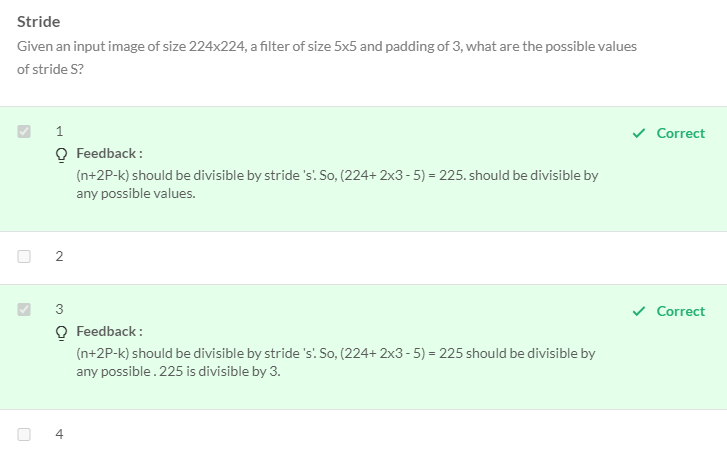 Stride
Given an input image of size 224x224, a filter of size 5x5 and padding of 3, what are the possible values
of stride S?
1
Correct
Feedback :
(n+2P-k) should be divisible by stride 's'. So, (224+ 2x3 - 5) = 225. should be divisible by
any possible values.
2
3
Correct
Feedback :
(n+2P-k) should be divisible by stride 's'. So, (224+ 2x3 - 5) = 225 should be divisible by
any possible . 225 is divisible by 3.
4